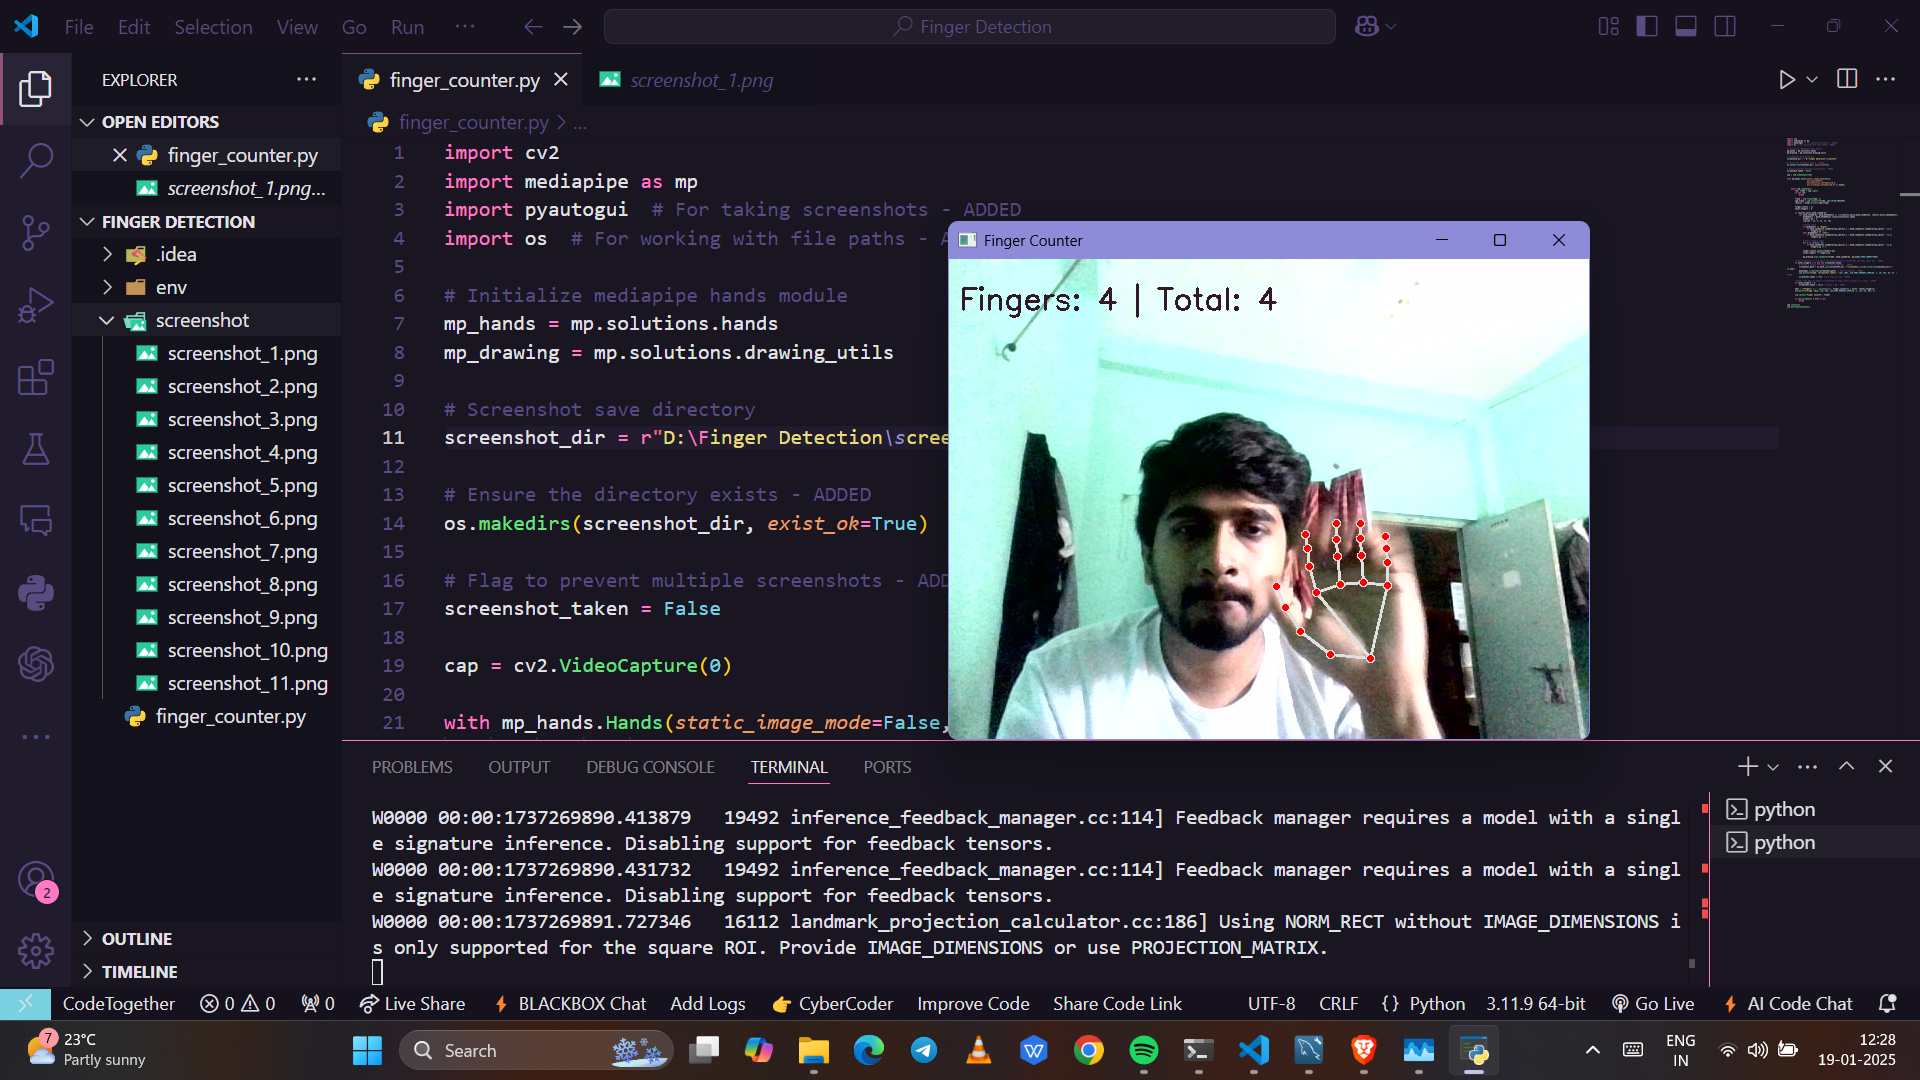 File Edit Selection View Go Run ···
Finger Detection
EXPLORER
OPEN EDITORS
finger_counter.py
screenshot_1.png...
FINGER DETECTION
.idea
env
screenshot
screenshot_1.png
screenshot_2.png
screenshot_3.png
screenshot_4.png
screenshot_5.png
screenshot_6.png
screenshot_7.png
screenshot_8.png
screenshot_9.png
screenshot_10.png
screenshot_11.png
finger_counter.py
OUTLINE
TIMELINE
2
finger_counter.py
screenshot_1.png
finger_counter.py > ...
1 import cv2
2 import mediapipe as mp
3 import pyautogui # For taking screenshots - ADDED
4 import os # For working with file paths - A
5
6 # Initialize mediapipe hands module
7 mp_hands = mp.solutions.hands
8 mp_drawing = mp.solutions.drawing_utils
9
10 # Screenshot save directory
11 screenshot_dir = r"D:\Finger Detection\scree
12
13 # Ensure the directory exists - ADDED
14 os.makedirs(screenshot_dir, exist_ok=True)
15
16 # Flag to prevent multiple screenshots - ADD
17 screenshot_taken = False
18
19 cap = cv2.VideoCapture(0)
20
21 with mp_hands.Hands(static_image_mode=False,
Finger Counter
Fingers: 4 | Total: 4
PROBLEMS OUTPUT DEBUG CONSOLE TERMINAL PORTS
W0000 00:00:1737269890.413879 19492 inference_feedback_manager.cc:114] Feedback manager requires a model with a singl
e signature inference. Disabling support for feedback tensors.
W0000 00:00:1737269890.431732 19492 inference_feedback_manager.cc:114] Feedback manager requires a model with a singl
e signature inference. Disabling support for feedback tensors.
W0000 00:00:1737269891.727346 16112 landmark_projection_calculator.cc:186] Using NORM_RECT without IMAGE_DIMENSIONS i
s only supported for the square ROI. Provide IMAGE_DIMENSIONS or use PROJECTION_MATRIX.
python
python
CodeTogether 0 0 0 Live Share BLACKBOX Chat Add Logs CyberCoder Improve Code Share Code Link UTF-8 CRLF {} Python 3.11.9 64-bit Go Live AI Code Chat
7
23°C
Partly sunny
Search
ENG
IN
12:28
19-01-2025